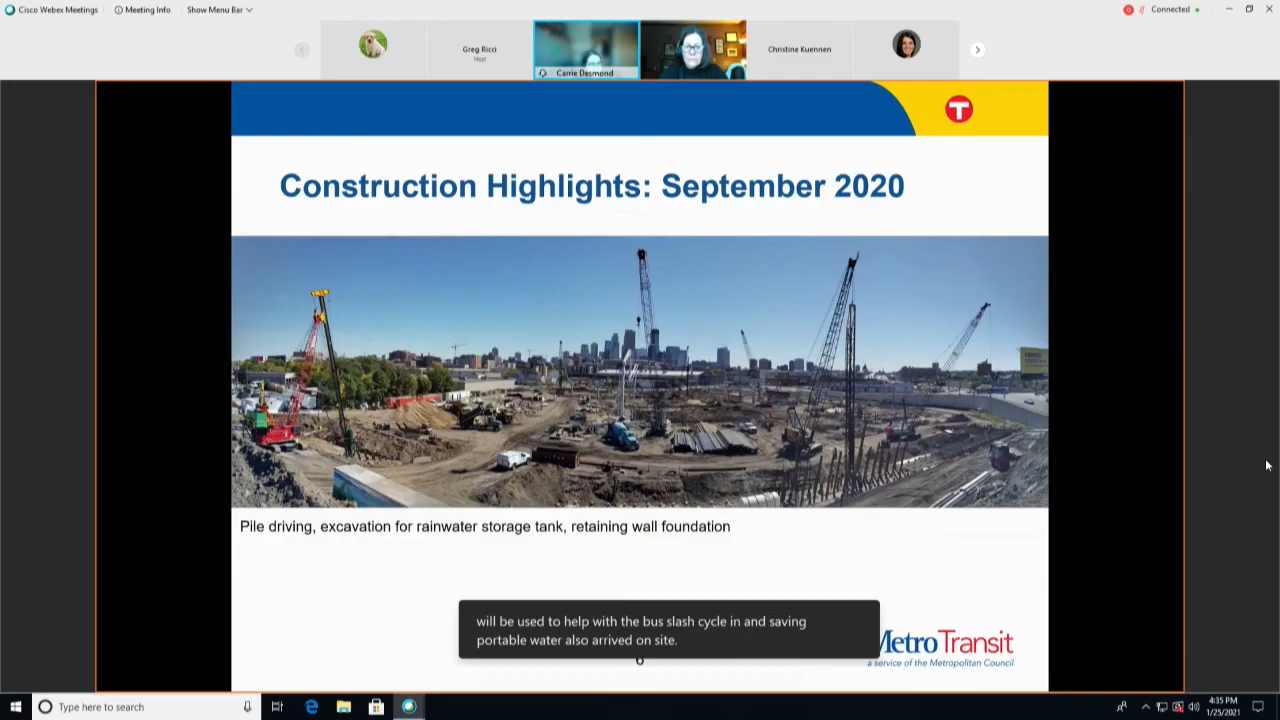 Cisco Webex Meetings
Meeting Info
Show Menu Bar
Connected
Greg Ricci
Host
Carrie Desmond
Christine Kuennen
T
Construction Highlights: September 2020
Pile driving, excavation for rainwater storage tank, retaining wall foundation
will be used to help with the bus slash cycle in and saving
portable water also arrived on site.
6
MetroTransit
a service of the Metropolitan Council
Type here to search
4:35 PM
1/25/2021